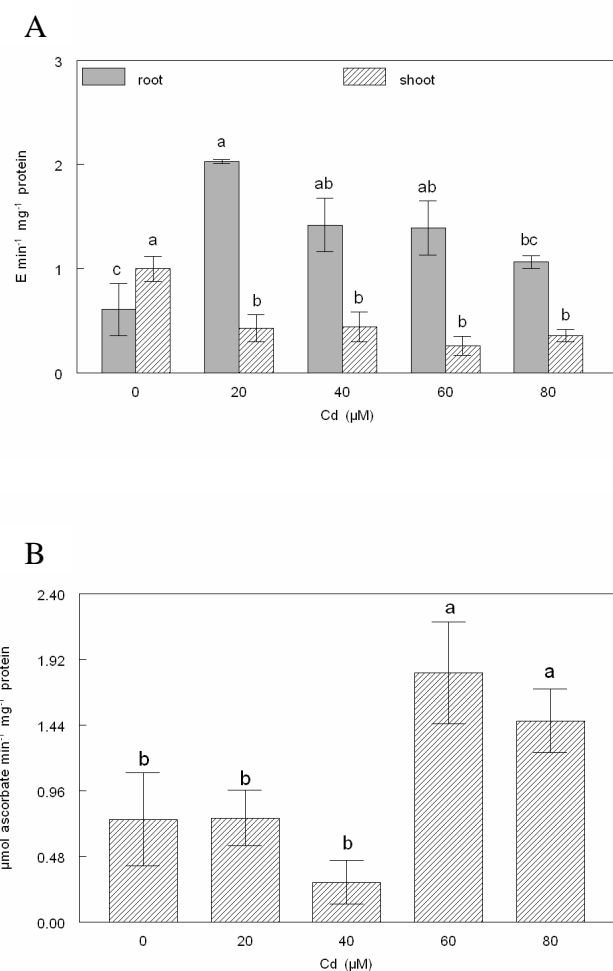 A
3
root
shoot
a
2
ab
ab
E min⁻¹ mg⁻¹ protein
a
bc
c
1
b
b
b
b
0
0 20 40 60 80
Cd (µM)
B
2.40
a
1.92
a
µmol ascorbate min⁻¹ mg⁻¹ protein
1.44
b
b
0.96
b
0.48
0.00
0 20 40 60 80
Cd (µM)